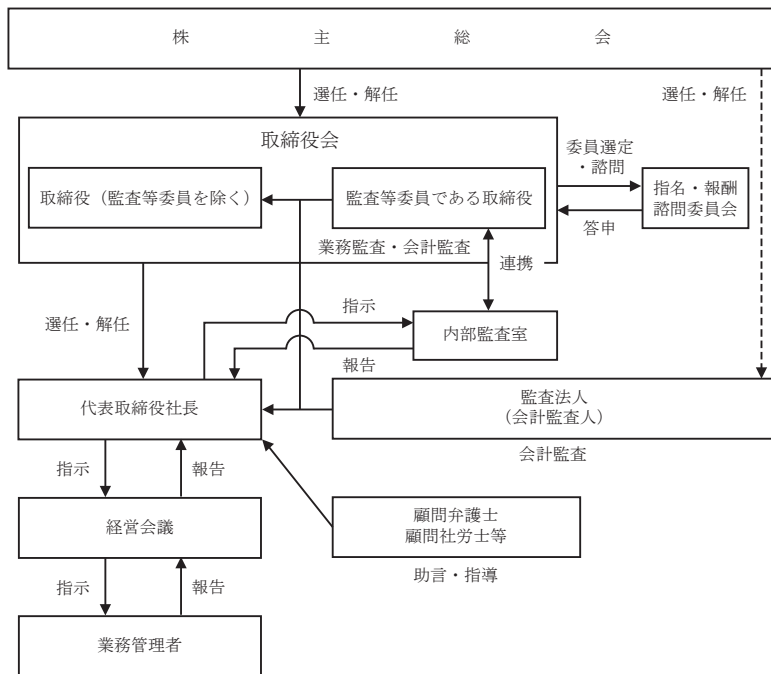 株主総会
選任・解任
選任・解任
取締役会
委員選定
・諮問
取締役（監査等委員を除く）
監査等委員である取締役
指名・報酬
諮問委員会
答申
業務監査・会計監査
連携
指示
選任・解任
内部監査室
報告
代表取締役社長
監査法人
（会計監査人）
会計監査
指示
報告
経営会議
顧問弁護士
顧問社労士等
助言・指導
指示
報告
業務管理者